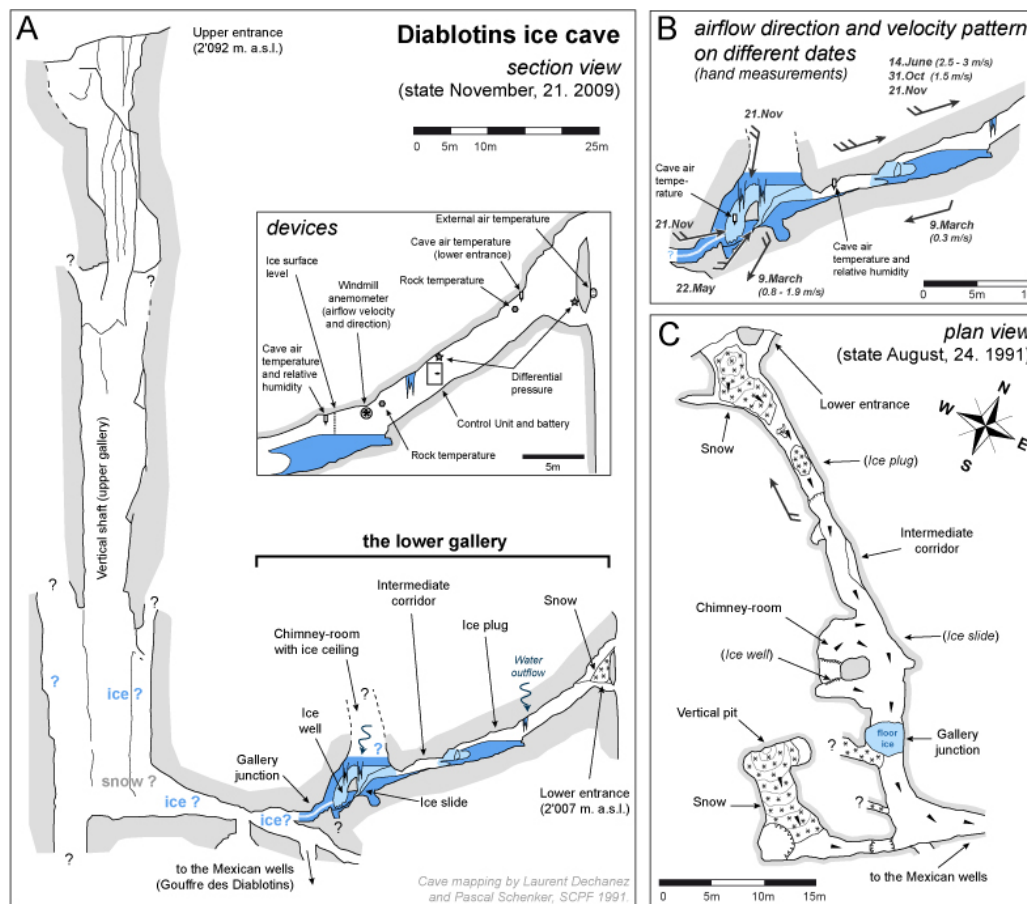 A
Upper entrance
(2'092 m. a.s.l.)
Diablotins ice cave
section view
(state November, 21. 2009)
0 5m 10m 25m
devices
External air temperature
Cave air temperature
(lower entrance)
Ice surface
level
Rock temperature
Windmill
anemometer
(airflow velocity
and direction)
Cave air
temperature
and relative
humidity
Differential
pressure
Control Unit and battery
Rock temperature
5m
?
?
Vertical shaft (upper gallery)
?
?
the lower gallery
Intermediate
corridor
Snow
Chimney-room
with ice ceiling
Ice plug
Water
outflow
?
ice ?
?
Ice
well
?
Gallery
junction
snow ?
ice ?
ice?
?
Ice slide
Lower entrance
(2'007 m. a.s.l.)
?
to the Mexican wells
(Gouffre des Diablotins)
Cave mapping by Laurent Dechanez
and Pascal Schenker, SCPF 1991.
B
airflow direction and velocity pattern
on different dates
(hand measurements)
14.June (2.5 - 3 m/s)
31.Oct (1.5 m/s)
21.Nov
21.Nov
Cave air
tempe-
rature
21.Nov
?
22.May
9.March
(0.8 - 1.9 m/s)
Cave air
temperature and
relative humidity
9.March
(0.3 m/s)
0 5m 1
C
plan view
(state August, 24. 1991)
Lower entrance
N
W
E
S
Snow
(Ice plug)
Intermediate
corridor
Chimney-room
(Ice slide)
(Ice well)
Vertical pit
floor
ice
Gallery
junction
?
Snow
?
to the Mexican wells
0 5m 10m 15m